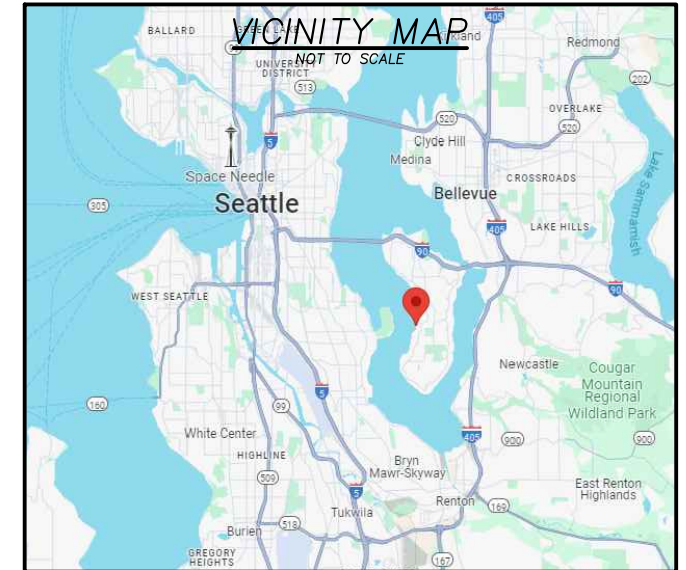 VICINITY MAP
NOT TO SCALE
BALLARD
GREEN LAKE
405
Kirkland
Redmond
UNIVERSITY
DISTRICT
513
202
OVERLAKE
520
520
5
Clyde Hill
Medina
Space Needle
CROSSROADS
Bellevue
Lake Sammamish
305
Seattle
405
LAKE HILLS
90
90
WEST SEATTLE
Newcastle
Cougar
Mountain
Regional
Wildland Park
5
160
99
White Center
405
900
900
HIGHLINE
Bryn
Mawr-Skyway
509
5
East Renton
Highlands
Renton
169
Tukwila
518
Burien
GREGORY
HEIGHTS
167